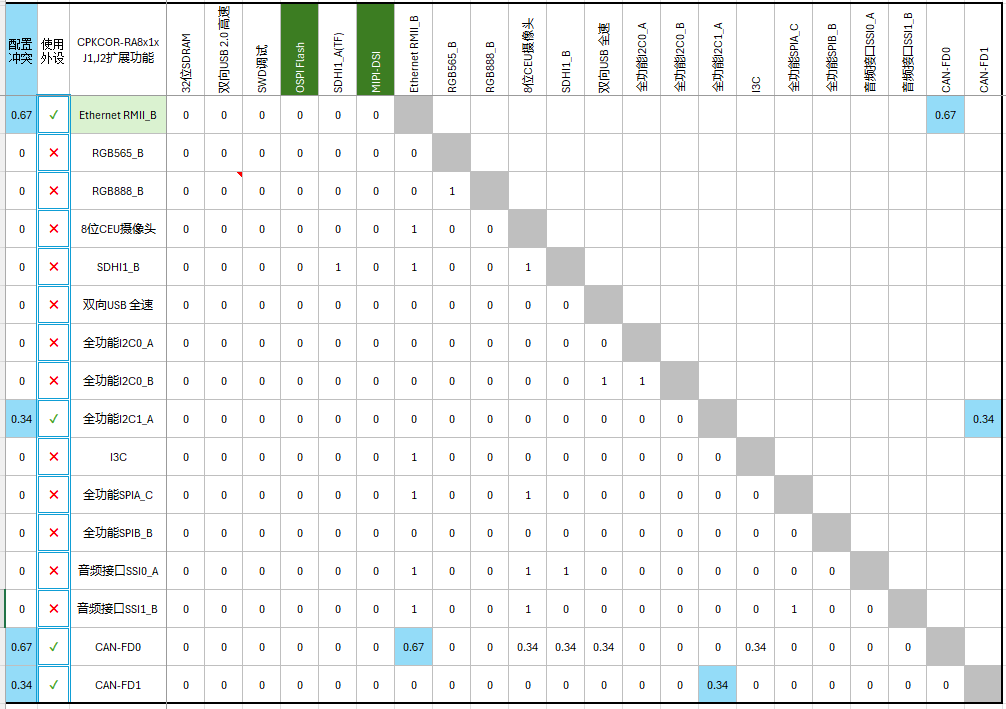 配置冲突 使用外设 CPKCOR-RA8x1x J1,J2扩展功能 32位SDRAM 双向USB 2.0 高速 SWD调试 OSPI Flash SDHI1_A(TF) MIPI-DSI Ethernet RMII_B RGB565_B RGB888_B 8位CEU摄像头 SDHI1_B 双向USB 全速 全功能I2C0_A 全功能I2C0_B 全功能I2C1_A I3C 全功能SPIA_C 全功能SPIB_B 音频接口SSI0_A 音频接口SSI1_B CAN-FD0 CAN-FD1
0.67 ✓ Ethernet RMII_B 0 0 0 0 0 0 0.67
0 ✕ RGB565_B 0 0 0 0 0 0 0
0 ✕ RGB888_B 0 0 0 0 0 0 0 1
0 ✕ 8位CEU摄像头 0 0 0 0 0 0 1 0 0
0 ✕ SDHI1_B 0 0 0 0 1 0 1 0 0 1
0 ✕ 双向USB 全速 0 0 0 0 0 0 0 0 0 0 0
0 ✕ 全功能I2C0_A 0 0 0 0 0 0 0 0 0 0 0 0
0 ✕ 全功能I2C0_B 0 0 0 0 0 0 0 0 0 0 0 1 1
0.34 ✓ 全功能I2C1_A 0 0 0 0 0 0 0 0 0 0 0 0 0 0 0.34
0 ✕ I3C 0 0 0 0 0 0 1 0 0 0 0 0 0 0 0
0 ✕ 全功能SPIA_C 0 0 0 0 0 0 1 0 0 1 0 0 0 0 0 0
0 ✕ 全功能SPIB_B 0 0 0 0 0 0 0 0 0 0 0 0 0 0 0 0 0
0 ✕ 音频接口SSI0_A 0 0 0 0 0 0 1 0 0 1 1 0 0 0 0 0 0 0
0 ✕ 音频接口SSI1_B 0 0 0 0 0 0 1 0 0 1 0 0 0 0 0 0 1 0 0
0.67 ✓ CAN-FD0 0 0 0 0 0 0 0.67 0 0 0.34 0.34 0.34 0 0 0 0.34 0 0 0 0
0.34 ✓ CAN-FD1 0 0 0 0 0 0 0 0 0 0 0 0 0 0 0.34 0 0 0 0 0 0